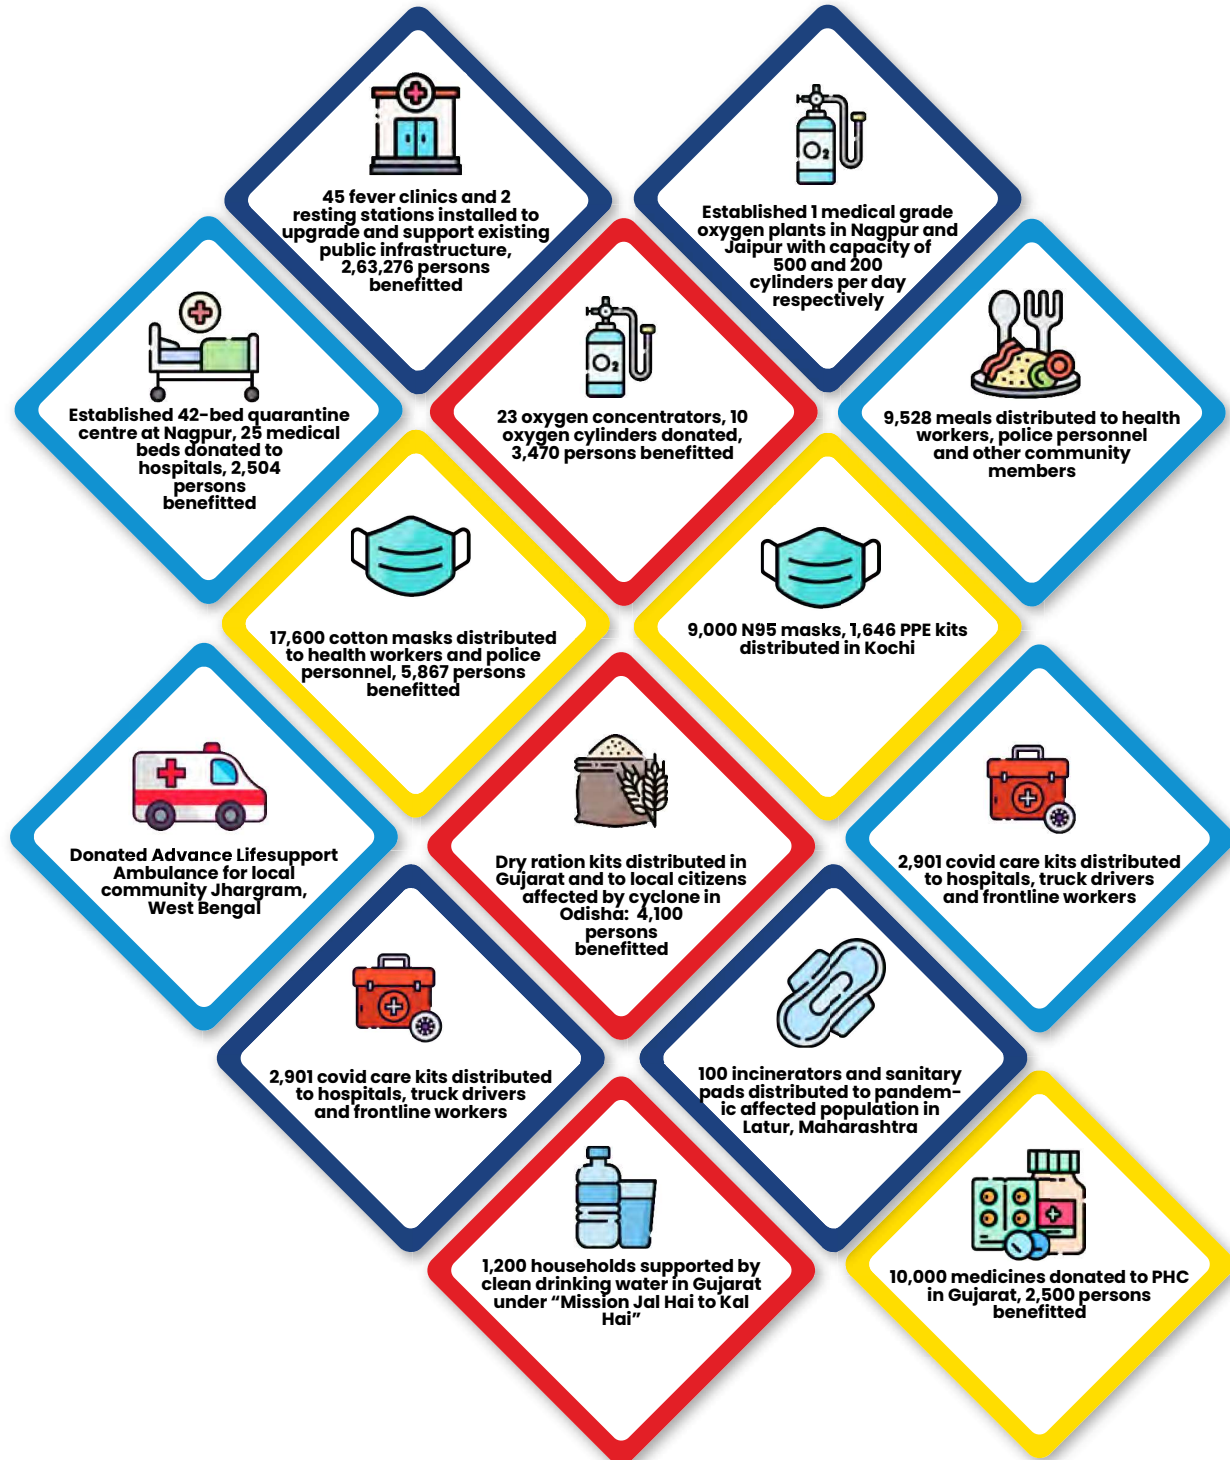 45 fever clinics and 2
resting stations installed to
upgrade and support existing
public infrastructure,
2,63,276 persons
benefitted
O2
Established 1 medical grade
oxygen plants in Nagpur and
Jaipur with capacity of
500 and 200
cylinders per day
respectively
Established 42-bed quarantine
centre at Nagpur, 25 medical
beds donated to
hospitals, 2,504
persons
benefitted
O2
23 oxygen concentrators, 10
oxygen cylinders donated,
3,470 persons benefitted
9,528 meals distributed to health
workers, police personnel
and other community
members
17,600 cotton masks distributed
to health workers and police
personnel, 5,867 persons
benefitted
9,000 N95 masks, 1,646 PPE kits
distributed in Kochi
Donated Advance Lifesupport
Ambulance for local
community Jhargram,
West Bengal
Dry ration kits distributed in
Gujarat and to local citizens
affected by cyclone in
Odisha: 4,100
persons
benefitted
2,901 covid care kits distributed
to hospitals, truck drivers
and frontline workers
2,901 covid care kits distributed
to hospitals, truck drivers
and frontline workers
100 incinerators and sanitary
pads distributed to pandem-
ic affected population in
Latur, Maharashtra
1,200 households supported by
clean drinking water in Gujarat
under “Mission Jal Hai to Kal
Hai”
10,000 medicines donated to PHC
in Gujarat, 2,500 persons
benefitted